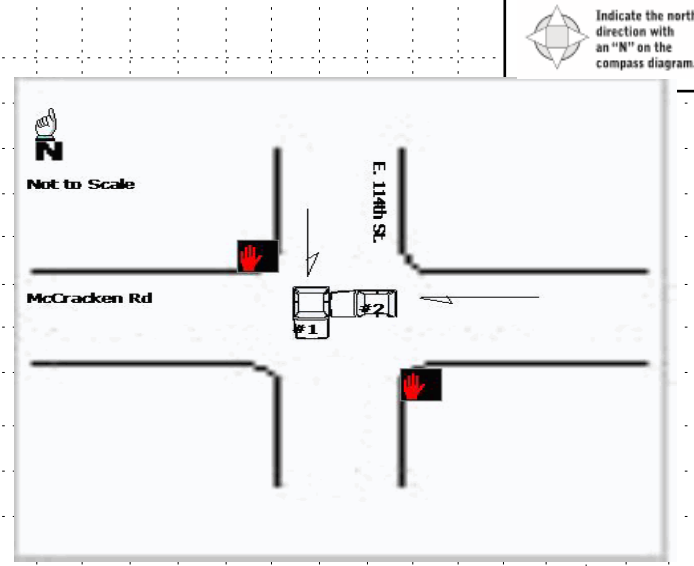 Indicate the north
direction with
an "N" on the
compass diagram.
N
Not to Scale
E. 114th St.
McCracken Rd
#1
#2